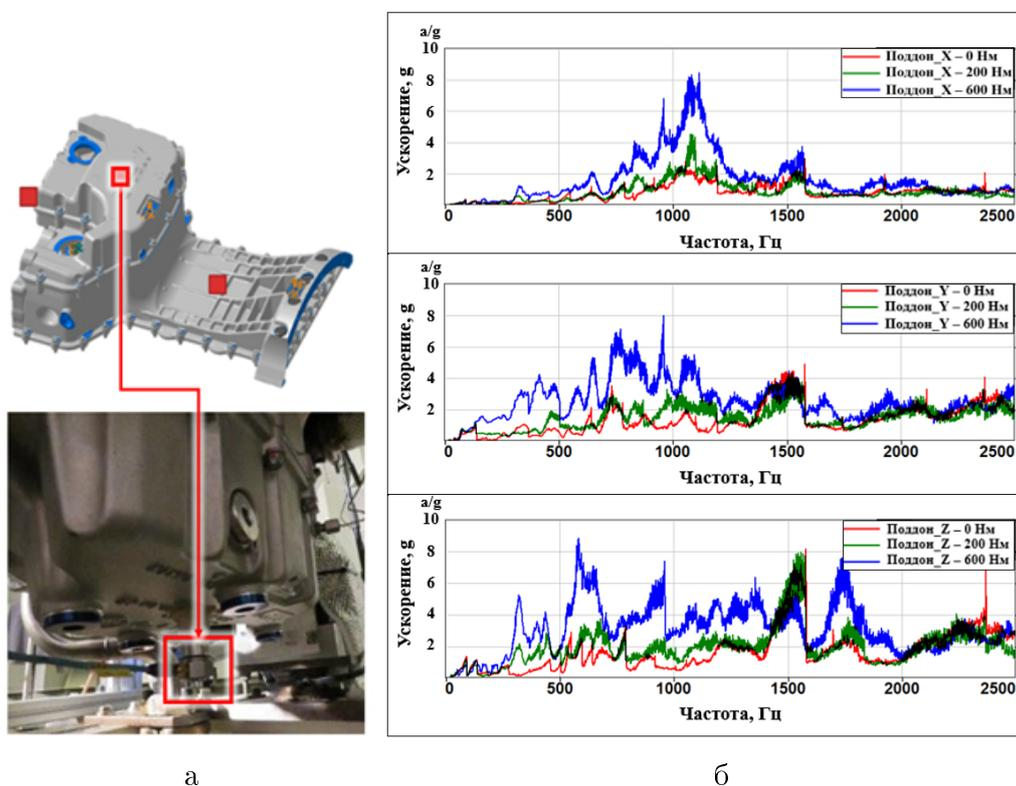 a/g
Ускорение, g
10
8
6
4
2
0
500
1000
1500
2000
2500
Частота, Гц
Поддон_X – 0 Нм
Поддон_X – 200 Нм
Поддон_X – 600 Нм
a/g
Ускорение, g
10
8
6
4
2
0
500
1000
1500
2000
2500
Частота, Гц
Поддон_Y – 0 Нм
Поддон_Y – 200 Нм
Поддон_Y – 600 Нм
a/g
Ускорение, g
10
8
6
4
2
0
500
1000
1500
2000
2500
Частота, Гц
Поддон_Z – 0 Нм
Поддон_Z – 200 Нм
Поддон_Z – 600 Нм
а
б